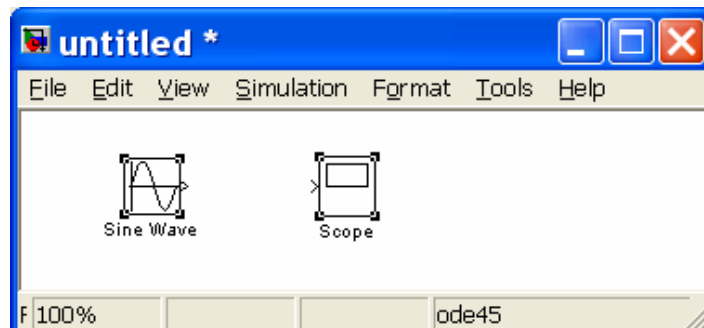 untitled *
File Edit View Simulation Format Tools Help
Sine Wave Scope
F 100% ode45